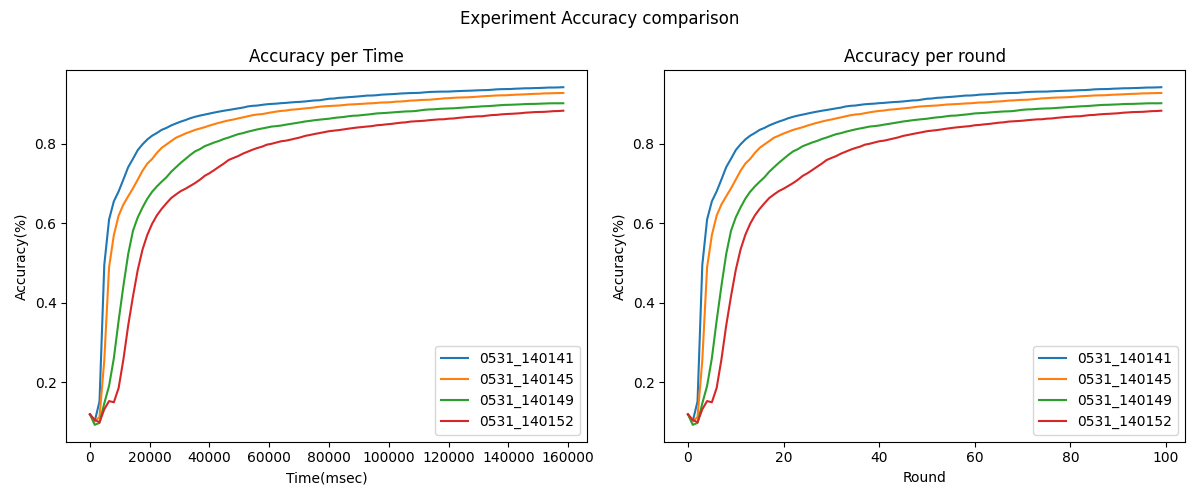 Experiment Accuracy comparison
Accuracy per Time
Accuracy(%)
0.8
0.6
0.4
0.2
0 20000 40000 60000 80000 100000 120000 140000 160000
Time(msec)
0531_140141
0531_140145
0531_140149
0531_140152
Accuracy per round
Accuracy(%)
0.8
0.6
0.4
0.2
0 20 40 60 80 100
Round
0531_140141
0531_140145
0531_140149
0531_140152